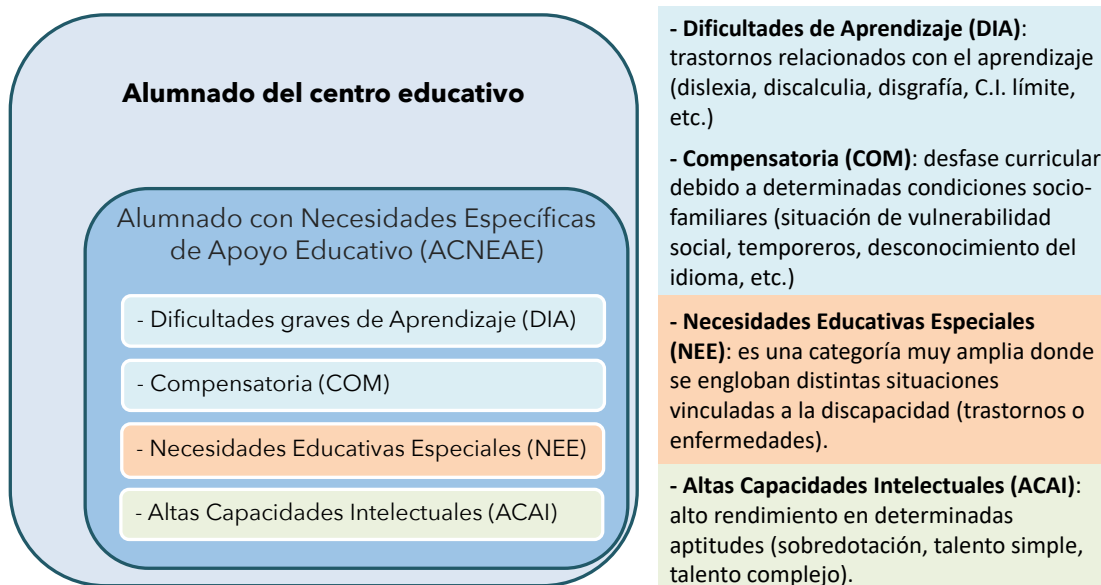 Alumnado del centro educativo
Alumnado con Necesidades Específicas
de Apoyo Educativo (ACNEAE)
- Dificultades graves de Aprendizaje (DIA)
- Compensatoria (COM)
- Necesidades Educativas Especiales (NEE)
- Altas Capacidades Intelectuales (ACAI)
- Dificultades de Aprendizaje (DIA):
trastornos relacionados con el aprendizaje
(dislexia, discalculia, disgrafía, C.I. límite,
etc.)
- Compensatoria (COM): desfase curricular
debido a determinadas condiciones socio-
familiares (situación de vulnerabilidad
social, temporeros, desconocimiento del
idioma, etc.)
- Necesidades Educativas Especiales
(NEE): es una categoría muy amplia donde
se engloban distintas situaciones
vinculadas a la discapacidad (trastornos o
enfermedades).
- Altas Capacidades Intelectuales (ACAI):
alto rendimiento en determinadas
aptitudes (sobredotación, talento simple,
talento complejo).